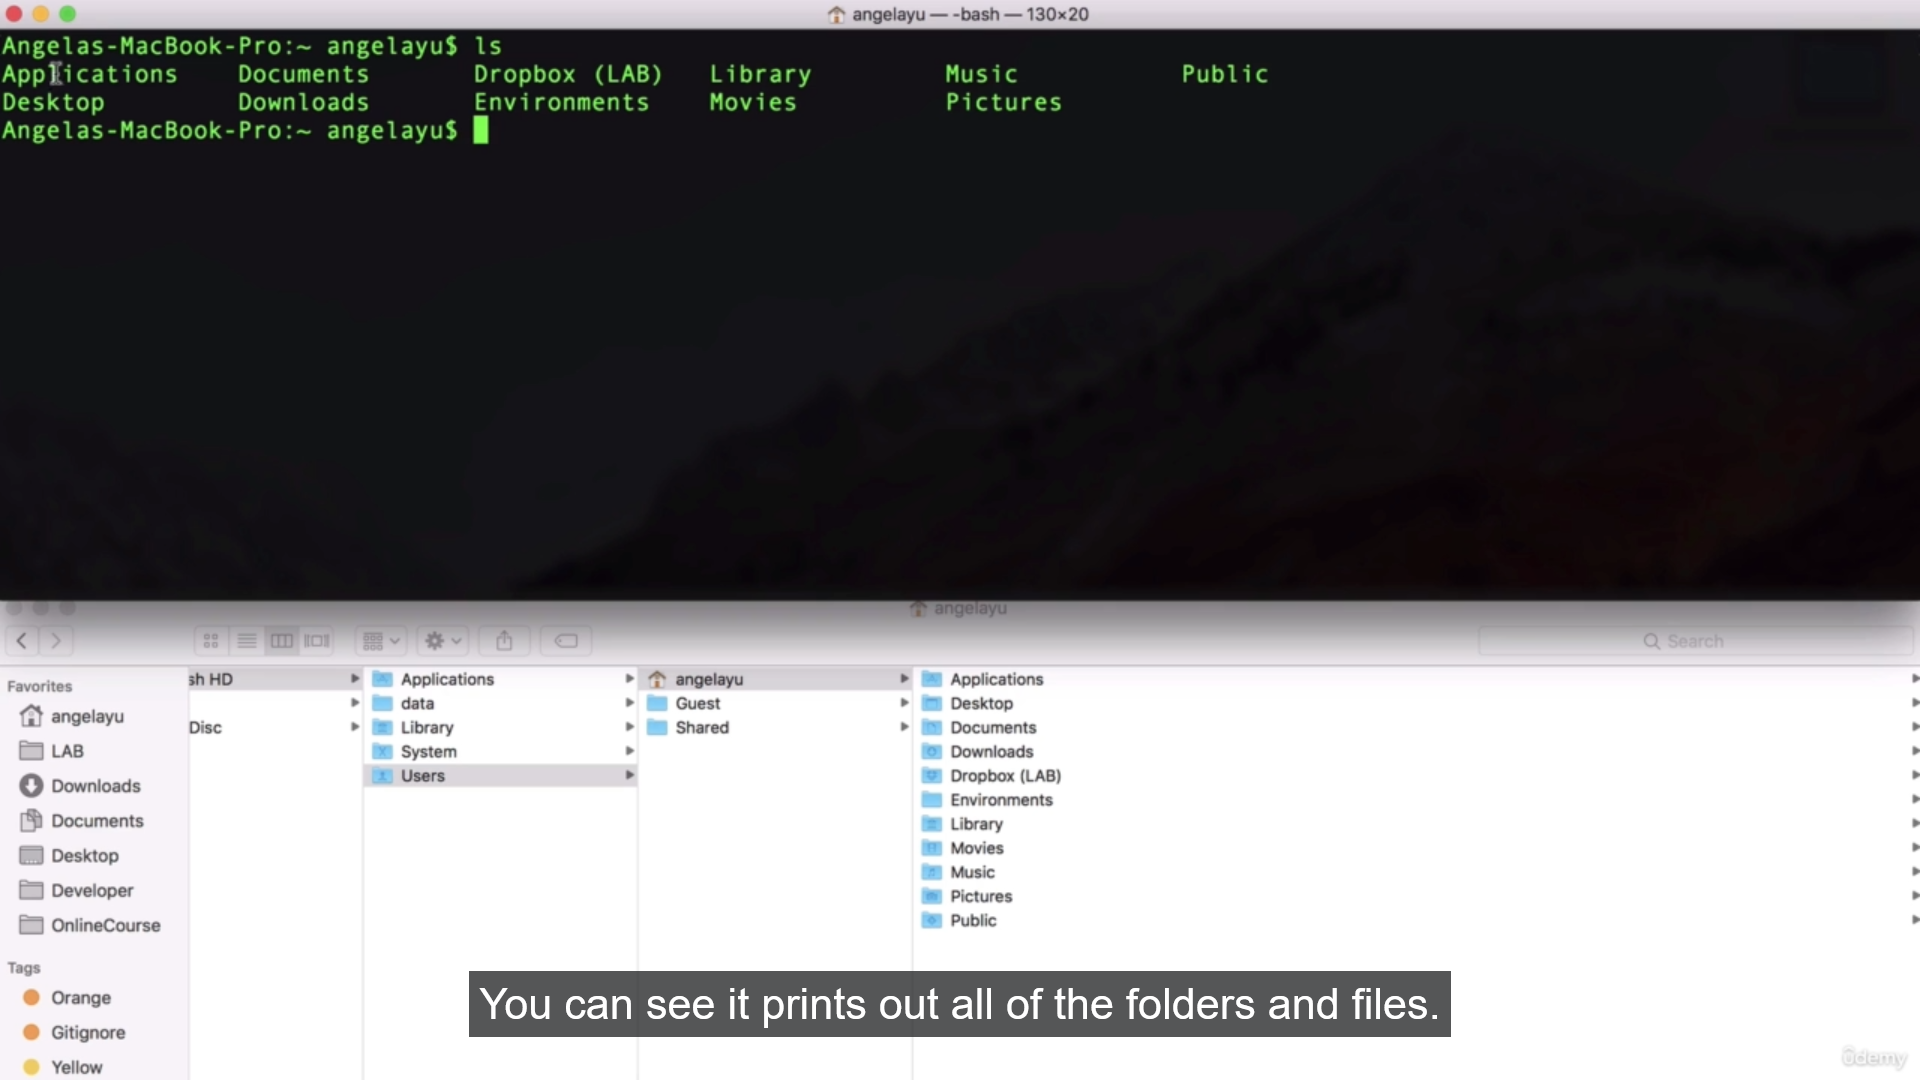 angelayu — -bash — 130×20
Angelas-MacBook-Pro:~ angelayu$ ls
Applications Documents Dropbox (LAB) Library Music Public
Desktop Downloads Environments Movies Pictures
Angelas-MacBook-Pro:~ angelayu$
angelayu
Search
Favorites
angelayu
LAB
Downloads
Documents
Desktop
Developer
OnlineCourse
Tags
Orange
Gitignore
Yellow
sh HD
Disc
Applications
data
Library
System
Users
angelayu
Guest
Shared
Applications
Desktop
Documents
Downloads
Dropbox (LAB)
Environments
Library
Movies
Music
Pictures
Public
You can see it prints out all of the folders and files.
ûdemy